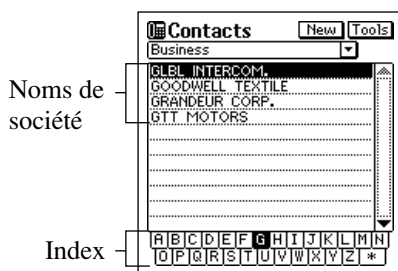 Contacts New Tools
Business
GLBL INTERCOM.
GOODWELL TEXTILE
GRANDEUR CORP.
GTT MOTORS
Noms de
société
Index
A B C D E F G H I J K L M N
O P Q R S T U V W X Y Z *